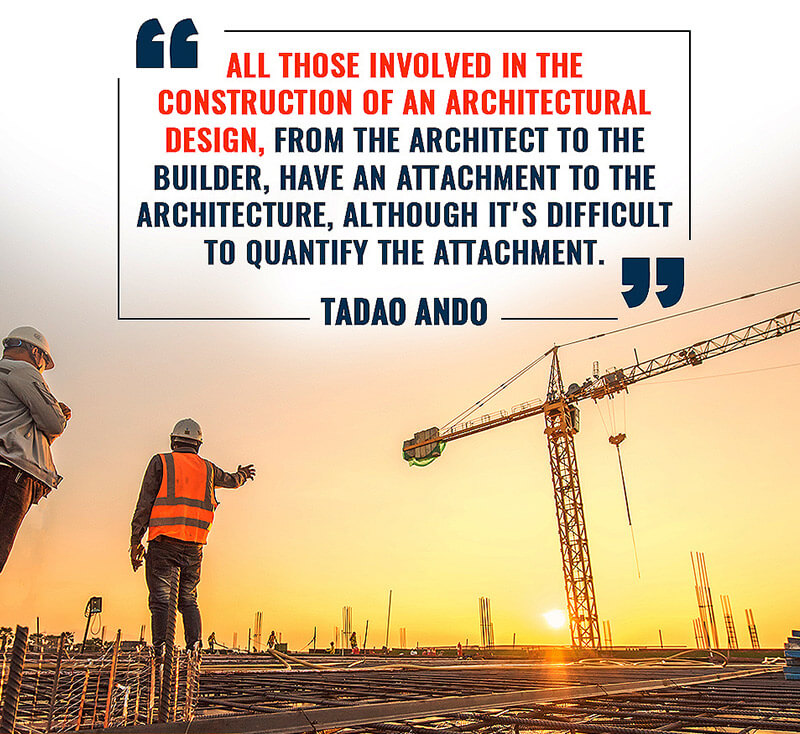 ALL THOSE INVOLVED IN THE
CONSTRUCTION OF AN ARCHITECTURAL
DESIGN, FROM THE ARCHITECT TO THE
BUILDER, HAVE AN ATTACHMENT TO THE
ARCHITECTURE, ALTHOUGH IT'S DIFFICULT
TO QUANTIFY THE ATTACHMENT.
TADAO ANDO